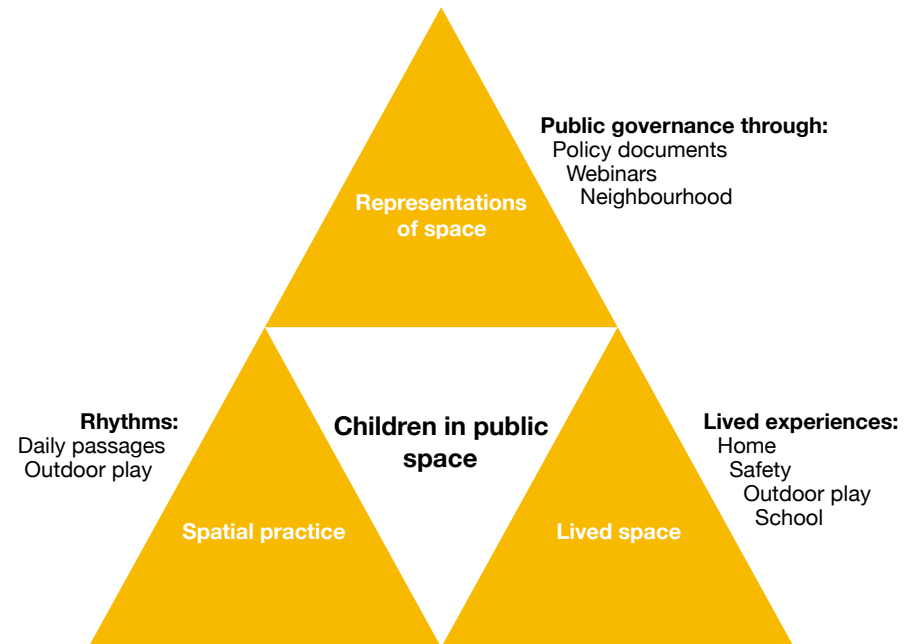 Public governance through:
Policy documents
Webinars
Neighbourhood
Representations
of space
Rhythms:
Daily passages
Outdoor play
Children in public
space
Lived experiences:
Home
Safety
Outdoor play
School
Spatial practice
Lived space